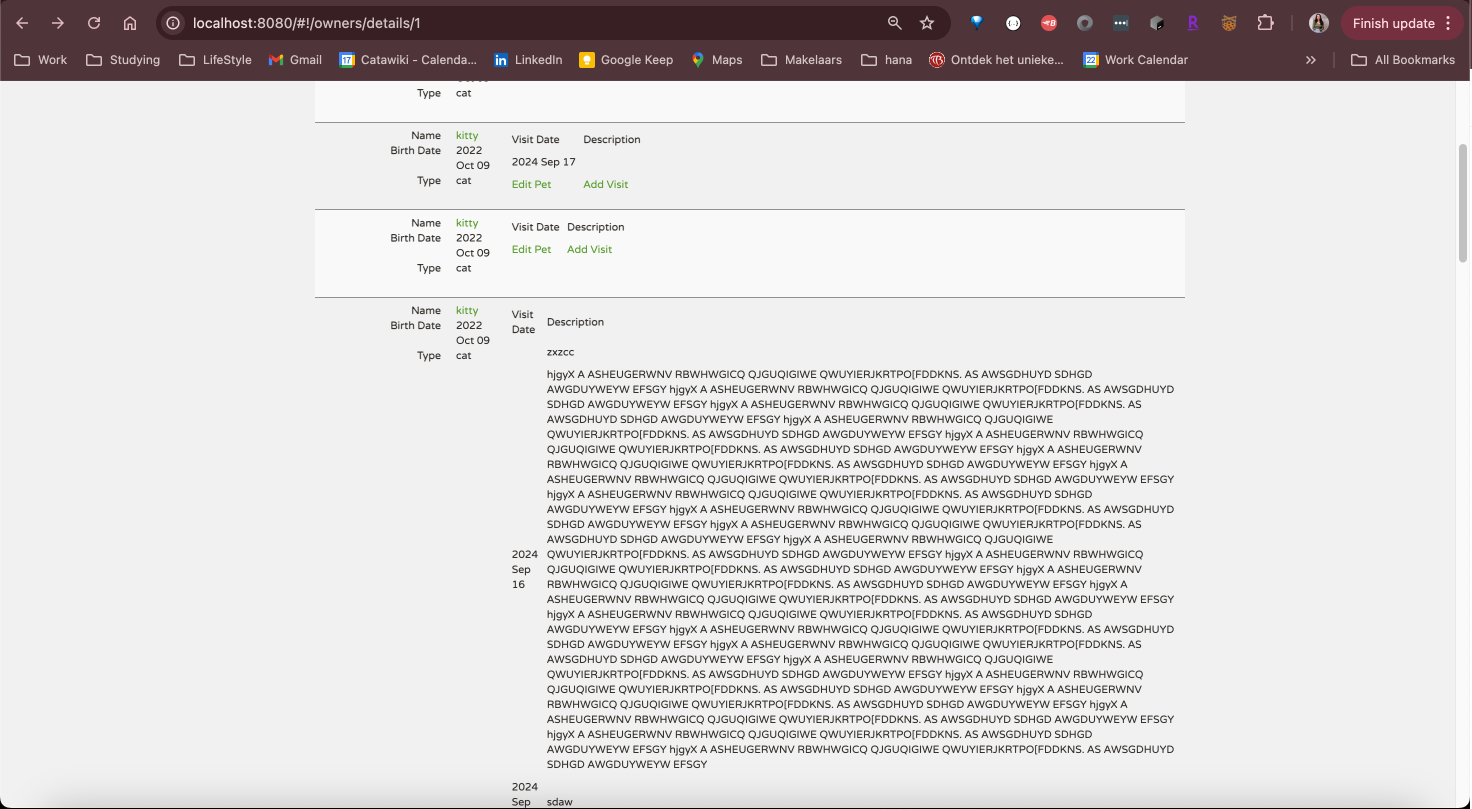 localhost:8080/#!/owners/details/1
Finish update
Work Studying LifeStyle Gmail Catawiki - Calenda... LinkedIn Google Keep Maps Makelaars hana Ontdek het unieke... Work Calendar » All Bookmarks
Type cat
Name kitty Visit Date Description
Birth Date 2022
Oct 09 2024 Sep 17
Type cat Edit Pet Add Visit
Name kitty Visit Date Description
Birth Date 2022
Oct 09 Edit Pet Add Visit
Type cat
Name kitty Visit Date Description
Birth Date 2022
Oct 09
Type cat
zxzcc
hjgyX A ASHEUGERWNV RBWHWGICQ QJGUQIGIWE QWUYIERJKRTPO[FDDKNS. AS AWSGDHUYD SDHGD
AWGDUYWEYW EFSGY hjgyX A ASHEUGERWNV RBWHWGICQ QJGUQIGIWE QWUYIERJKRTPO[FDDKNS. AS AWSGDHUYD
SDHGD AWGDUYWEYW EFSGY hjgyX A ASHEUGERWNV RBWHWGICQ QJGUQIGIWE QWUYIERJKRTPO[FDDKNS. AS
AWSGDHUYD SDHGD AWGDUYWEYW EFSGY hjgyX A ASHEUGERWNV RBWHWGICQ QJGUQIGIWE
QWUYIERJKRTPO[FDDKNS. AS AWSGDHUYD SDHGD AWGDUYWEYW EFSGY hjgyX A ASHEUGERWNV RBWHWGICQ
QJGUQIGIWE QWUYIERJKRTPO[FDDKNS. AS AWSGDHUYD SDHGD AWGDUYWEYW EFSGY hjgyX A ASHEUGERWNV
RBWHWGICQ QJGUQIGIWE QWUYIERJKRTPO[FDDKNS. AS AWSGDHUYD SDHGD AWGDUYWEYW EFSGY hjgyX A
ASHEUGERWNV RBWHWGICQ QJGUQIGIWE QWUYIERJKRTPO[FDDKNS. AS AWSGDHUYD SDHGD AWGDUYWEYW EFSGY
hjgyX A ASHEUGERWNV RBWHWGICQ QJGUQIGIWE QWUYIERJKRTPO[FDDKNS. AS AWSGDHUYD SDHGD
AWGDUYWEYW EFSGY hjgyX A ASHEUGERWNV RBWHWGICQ QJGUQIGIWE QWUYIERJKRTPO[FDDKNS. AS AWSGDHUYD
SDHGD AWGDUYWEYW EFSGY hjgyX A ASHEUGERWNV RBWHWGICQ QJGUQIGIWE QWUYIERJKRTPO[FDDKNS. AS
AWSGDHUYD SDHGD AWGDUYWEYW EFSGY hjgyX A ASHEUGERWNV RBWHWGICQ QJGUQIGIWE
2024 QWUYIERJKRTPO[FDDKNS. AS AWSGDHUYD SDHGD AWGDUYWEYW EFSGY hjgyX A ASHEUGERWNV RBWHWGICQ
Sep QJGUQIGIWE QWUYIERJKRTPO[FDDKNS. AS AWSGDHUYD SDHGD AWGDUYWEYW EFSGY hjgyX A ASHEUGERWNV
16 RBWHWGICQ QJGUQIGIWE QWUYIERJKRTPO[FDDKNS. AS AWSGDHUYD SDHGD AWGDUYWEYW EFSGY hjgyX A
ASHEUGERWNV RBWHWGICQ QJGUQIGIWE QWUYIERJKRTPO[FDDKNS. AS AWSGDHUYD SDHGD AWGDUYWEYW EFSGY
hjgyX A ASHEUGERWNV RBWHWGICQ QJGUQIGIWE QWUYIERJKRTPO[FDDKNS. AS AWSGDHUYD SDHGD
AWGDUYWEYW EFSGY hjgyX A ASHEUGERWNV RBWHWGICQ QJGUQIGIWE QWUYIERJKRTPO[FDDKNS. AS AWSGDHUYD
SDHGD AWGDUYWEYW EFSGY hjgyX A ASHEUGERWNV RBWHWGICQ QJGUQIGIWE QWUYIERJKRTPO[FDDKNS. AS
AWSGDHUYD SDHGD AWGDUYWEYW EFSGY hjgyX A ASHEUGERWNV RBWHWGICQ QJGUQIGIWE
QWUYIERJKRTPO[FDDKNS. AS AWSGDHUYD SDHGD AWGDUYWEYW EFSGY hjgyX A ASHEUGERWNV RBWHWGICQ
QJGUQIGIWE QWUYIERJKRTPO[FDDKNS. AS AWSGDHUYD SDHGD AWGDUYWEYW EFSGY hjgyX A ASHEUGERWNV
RBWHWGICQ QJGUQIGIWE QWUYIERJKRTPO[FDDKNS. AS AWSGDHUYD SDHGD AWGDUYWEYW EFSGY hjgyX A
ASHEUGERWNV RBWHWGICQ QJGUQIGIWE QWUYIERJKRTPO[FDDKNS. AS AWSGDHUYD SDHGD AWGDUYWEYW EFSGY
hjgyX A ASHEUGERWNV RBWHWGICQ QJGUQIGIWE QWUYIERJKRTPO[FDDKNS. AS AWSGDHUYD SDHGD
AWGDUYWEYW EFSGY hjgyX A ASHEUGERWNV RBWHWGICQ QJGUQIGIWE QWUYIERJKRTPO[FDDKNS. AS AWSGDHUYD
SDHGD AWGDUYWEYW EFSGY
2024
Sep sdaw